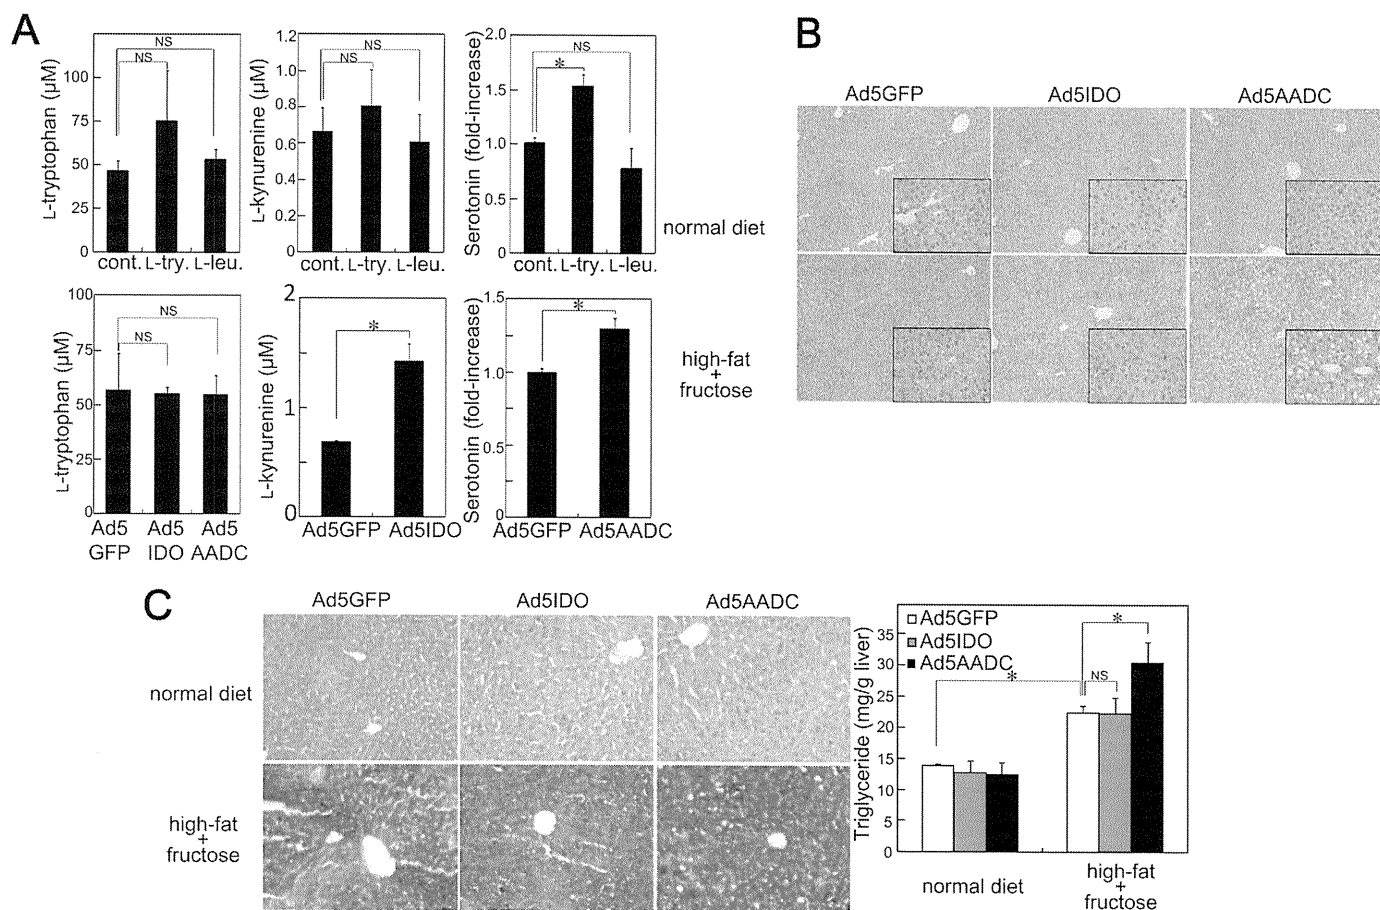 A
L-tryptophan (µM)
100
75
50
25
0
NS
NS
cont. L-try. L-leu.
L-kynurenine (µM)
1.2
1.0
0.8
0.6
0.4
0.2
0
NS
NS
cont. L-try. L-leu.
Serotonin (fold-increase)
2.0
1.5
1.0
0.5
0
NS
*
cont. L-try. L-leu.
normal diet
L-tryptophan (µM)
100
75
50
25
0
NS
NS
Ad5 Ad5 Ad5
GFP IDO AADC
L-kynurenine (µM)
2
1
0
*
Ad5GFP Ad5IDO
Serotonin (fold-increase)
1.5
1.0
0.5
0
*
Ad5GFP Ad5AADC
high-fat
+
fructose
B
Ad5GFP Ad5IDO Ad5AADC
C
Ad5GFP Ad5IDO Ad5AADC
normal diet
high-fat
+
fructose
Triglyceride (mg/g liver)
35
30
25
20
15
10
5
0
Ad5GFP
Ad5IDO
Ad5AADC
*
*
NS
normal diet
high-fat
+
fructose